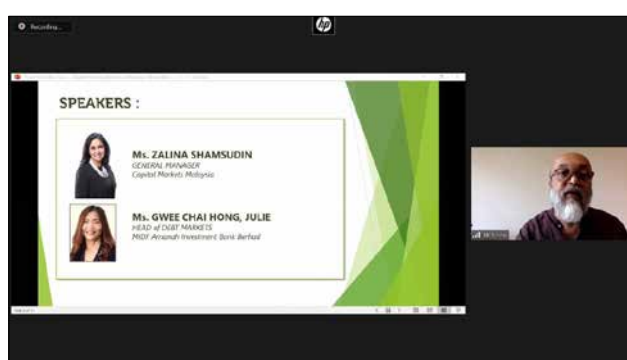 Recording...
hp
SPEAKERS :
Ms. ZALINA SHAMSUDIN
GENERAL MANAGER
Capital Markets Malaysia
Ms. GWEE CHAI HONG, JULIE
HEAD of DEBT MARKETS
MIDF Amanah Investment Bank Berhad